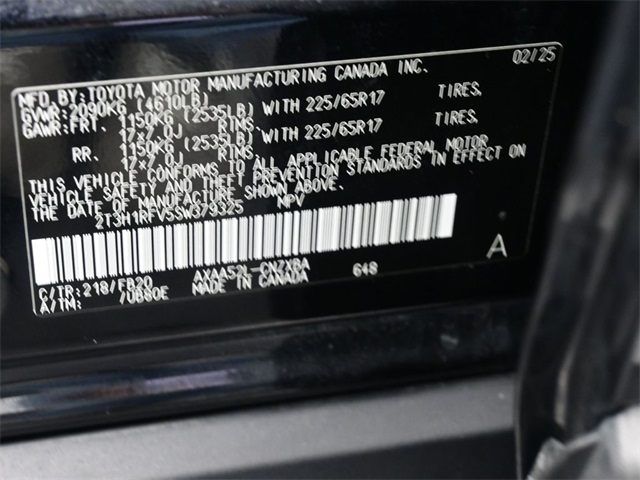 MFD.BY:TOYOTA MOTOR MANUFACTURING CANADA INC. 02/25
GVWR:2090KG (4610LB)
GAWR:FRT. 1150KG (2535LB) WITH 225/65R17 TIRES.
17x7.0J RIMS.
RR. 1150KG (2535LB) WITH 225/65R17 TIRES.
17x7.0J RIMS.
THIS VEHICLE CONFORMS TO ALL APPLICABLE FEDERAL MOTOR
VEHICLE SAFETY AND THEFT PREVENTION STANDARDS IN EFFECT ON
THE DATE OF MANUFACTURE SHOWN ABOVE.
2T3H1RFV5SW379325 MPV
C/TR:218/FB20 AXAA52L-CNZXBA 648 A
A/TM: /UB80E MADE IN CANADA